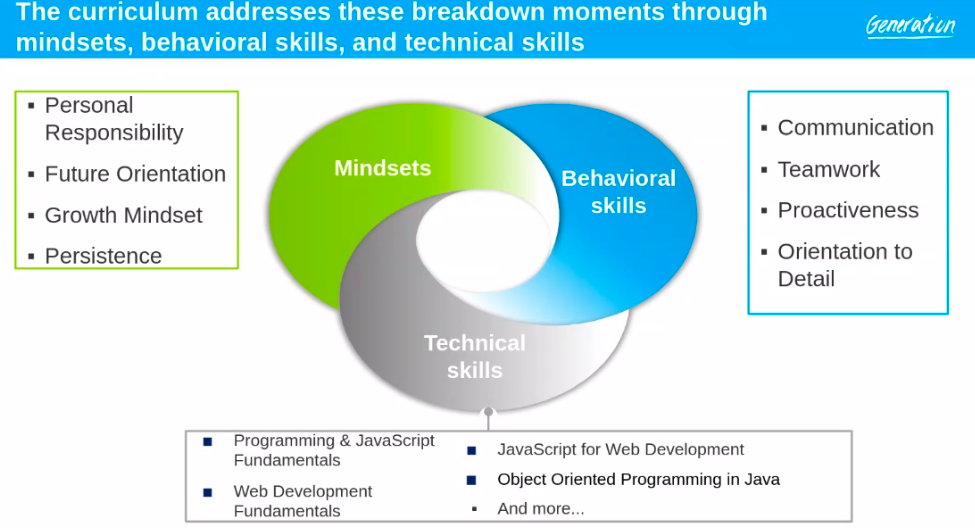 The curriculum addresses these breakdown moments through
mindsets, behavioral skills, and technical skills
Generation
▪ Personal
Responsibility
▪ Future Orientation
▪ Growth Mindset
▪ Persistence
Mindsets
Behavioral
skills
Technical
skills
▪ Communication
▪ Teamwork
▪ Proactiveness
▪ Orientation to
Detail
■ Programming & JavaScript
Fundamentals
■ Web Development
Fundamentals
■ JavaScript for Web Development
■ Object Oriented Programming in Java
▪ And more...